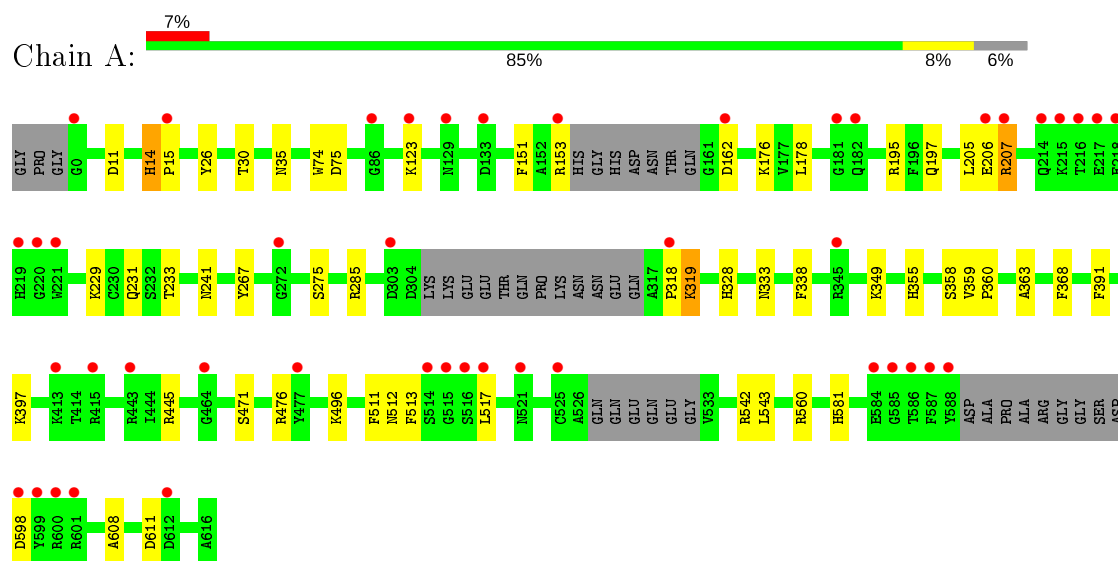 7%
Chain A:
85% 8% 6%
GLY PRO GLY G0 D11 H14 P15 Y26 T30 N35 W74 D75 G86 K123 N129 D133 F151 A152 R153 HIS GLY HIS ASP ASN THR GLN G161 D162 K176 V177 L178 G181 Q182 R195 F196 Q197 L205 E206 R207 Q214 K215 T216 E217 E218
H219 G220 W221 K229 C230 Q231 S232 T233 N241 Y267 G272 S275 R285 D303 D304 LYS LYS GLU GLU THR GLN PRO LYS ASN ASN GLU GLN A317 P318 K319 H328 N333 F338 R345 K349 H355 S358 V359 P360 A363 F368 F391
K397 K413 T414 R415 R443 I444 R445 G464 S471 R476 Y477 K496 F511 N512 F513 S514 G515 S516 L517 N521 C525 A526 GLN GLN GLU GLN GLU GLY V533 R542 L543 R560 H581 E584 G585 T586 F587 Y588 ASP ALA PRO ALA ARG GLY GLY SER ASP
D598 Y599 R600 R601 A608 D611 D612 A616